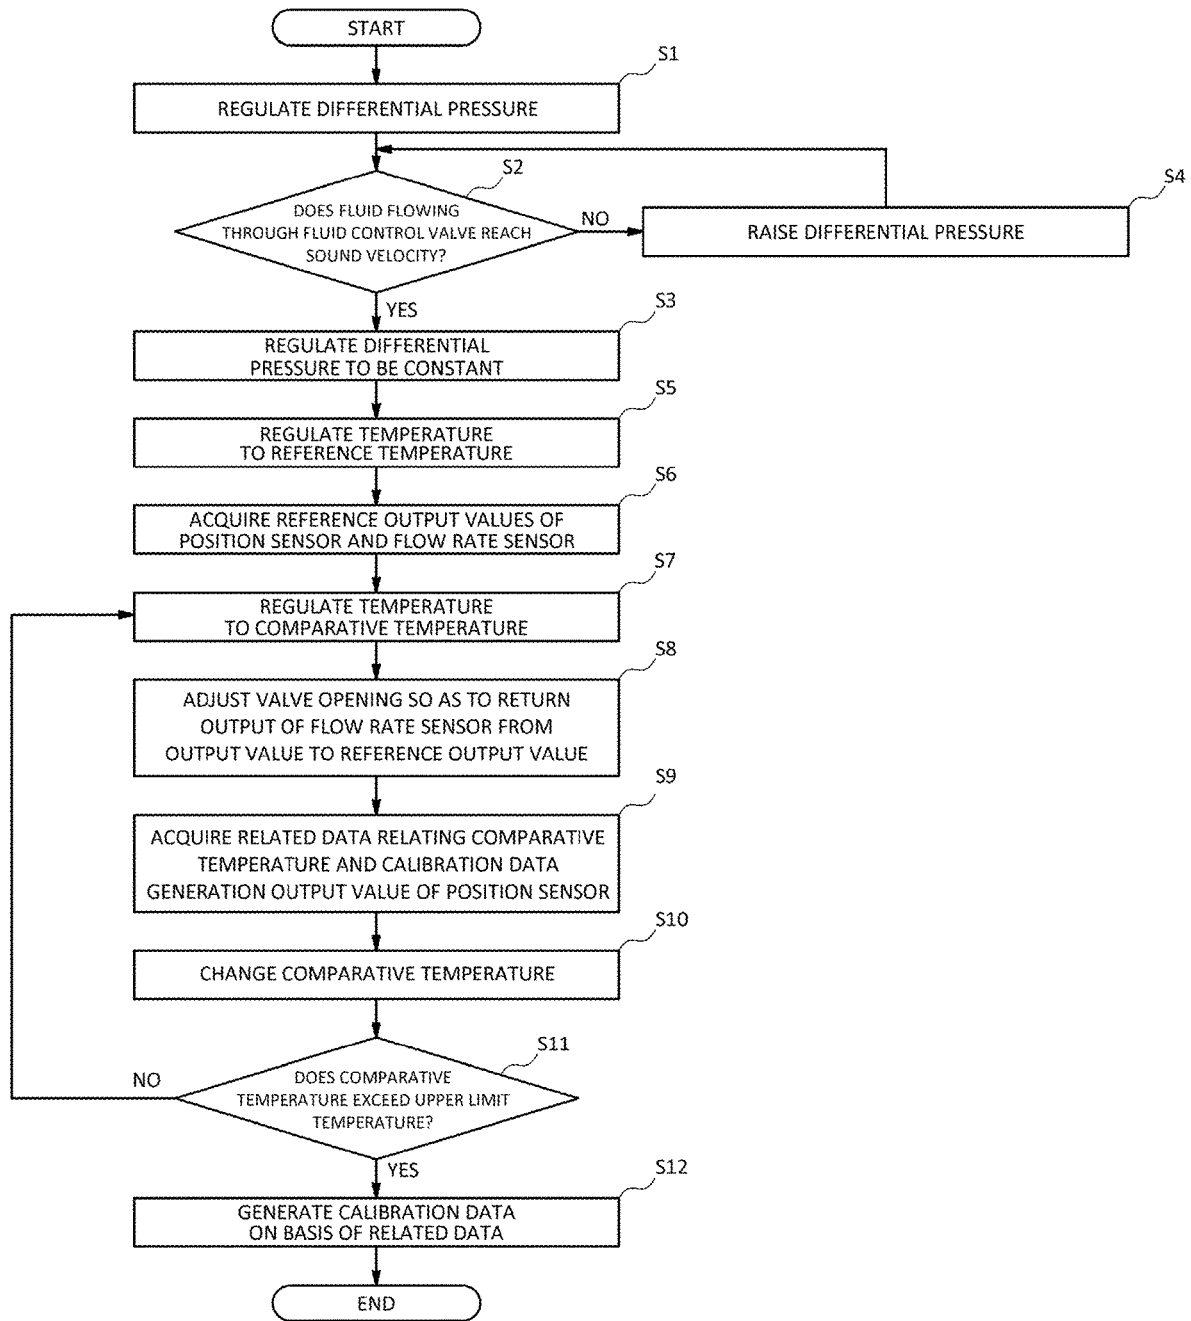 START
S1
REGULATE DIFFERENTIAL PRESSURE
S2
DOES FLUID FLOWING
THROUGH FLUID CONTROL VALVE REACH
SOUND VELOCITY?
NO
S4
RAISE DIFFERENTIAL PRESSURE
YES
S3
REGULATE DIFFERENTIAL
PRESSURE TO BE CONSTANT
S5
REGULATE TEMPERATURE
TO REFERENCE TEMPERATURE
S6
ACQUIRE REFERENCE OUTPUT VALUES OF
POSITION SENSOR AND FLOW RATE SENSOR
S7
REGULATE TEMPERATURE
TO COMPARATIVE TEMPERATURE
S8
ADJUST VALVE OPENING SO AS TO RETURN
OUTPUT OF FLOW RATE SENSOR FROM
OUTPUT VALUE TO REFERENCE OUTPUT VALUE
S9
ACQUIRE RELATED DATA RELATING COMPARATIVE
TEMPERATURE AND CALIBRATION DATA
GENERATION OUTPUT VALUE OF POSITION SENSOR
S10
CHANGE COMPARATIVE TEMPERATURE
S11
NO
DOES COMPARATIVE
TEMPERATURE EXCEED UPPER LIMIT
TEMPERATURE?
YES
S12
GENERATE CALIBRATION DATA
ON BASIS OF RELATED DATA
END